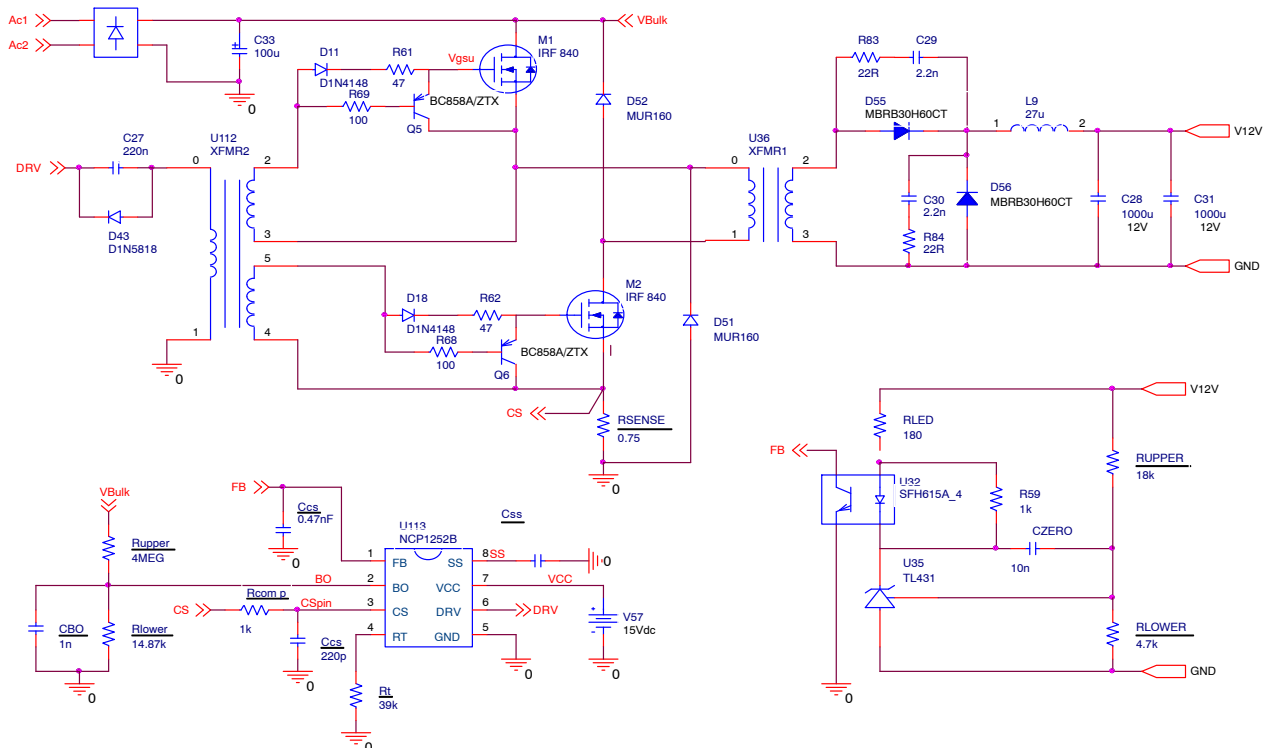 Ac1
Ac2
C33
100u
0
VBulk
D11
D1N4148
R61
47
Vgsu
M1
IRF 840
R69
100
BC858A/ZTX
Q5
D52
MUR160
R83
22R
C29
2.2n
D55
MBRB30H60CT
L9
27u
1
2
V12V
C27
220n
DRV
D43
D1N5818
U112
XFMR2
0
1
2
3
5
4
0
U36
XFMR1
0
1
2
3
C30
2.2n
R84
22R
D56
MBRB30H60CT
C28
1000u
12V
C31
1000u
12V
GND
D18
D1N4148
R62
47
R68
100
BC858A/ZTX
Q6
M2
IRF 840
I
D51
MUR160
CS
RSENSE
0.75
0
VBulk
Rupper
4MEG
FB
Ccs
0.47nF
0
U113
NCP1252B
Css
1
FB
SS
8
SS
0
2
BO
VCC
7
VCC
3
CS
DRV
6
DRV
4
RT
GND
5
BO
CS
Rcom p
1k
CSpin
CBO
1n
Rlower
14.87k
0
Ccs
220p
0
Rt
39k
0
0
V57
15Vdc
0
V12V
RLED
180
FB
U32
SFH615A_4
R59
1k
RUPPER
18k
CZERO
10n
U35
TL431
RLOWER
4.7k
GND
0